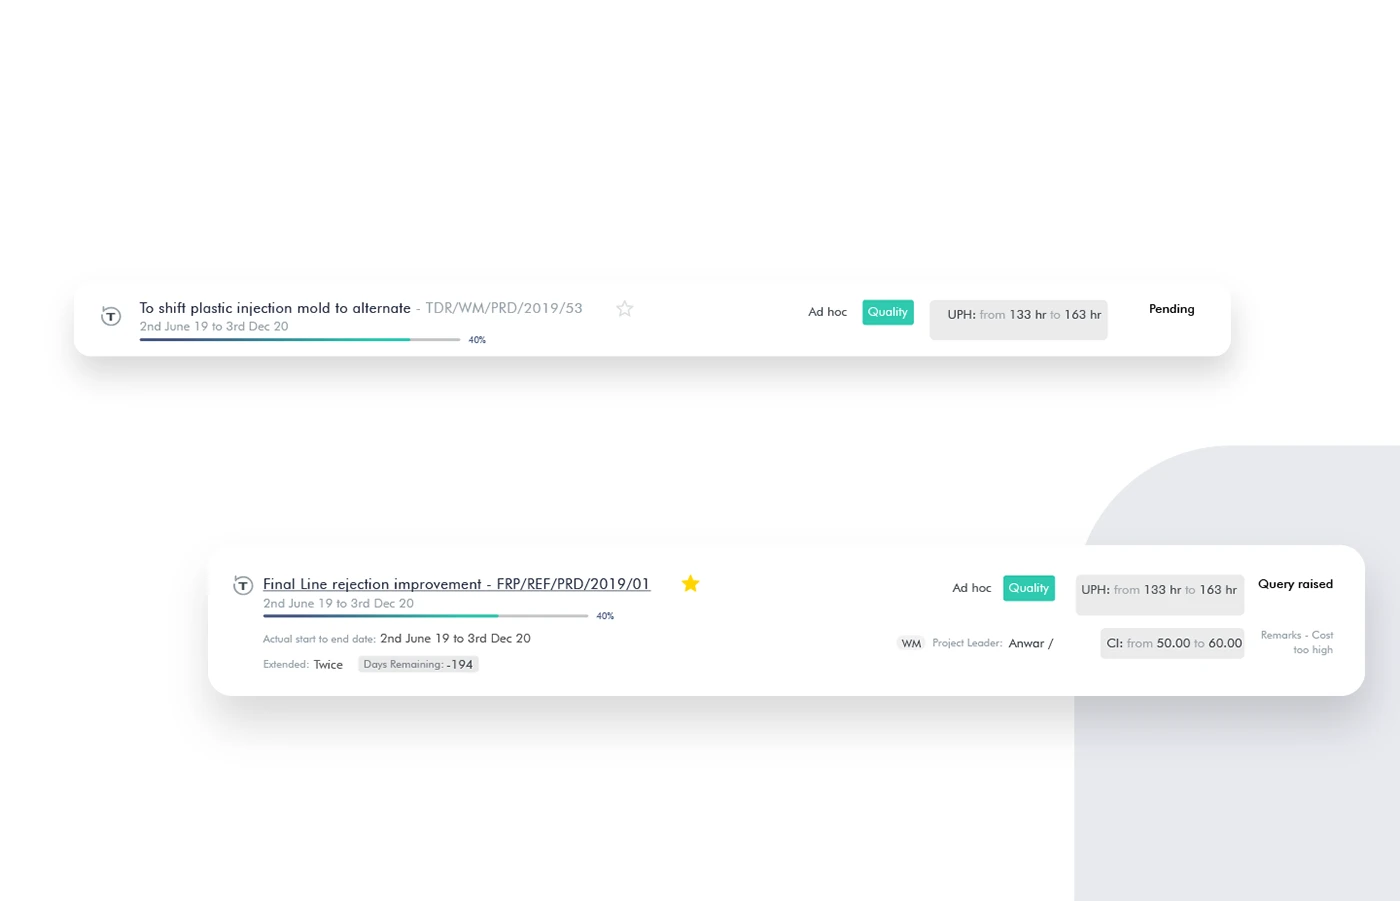 T
To shift plastic injection mold to alternate - TDR/WM/PRD/2019/53
2nd June 19 to 3rd Dec 20
40%
Ad hoc
Quality
UPH: from 133 hr to 163 hr
Pending
T
Final Line rejection improvement - FRP/REF/PRD/2019/01
2nd June 19 to 3rd Dec 20
40%
Actual start to end date: 2nd June 19 to 3rd Dec 20
Extended: Twice
Days Remaining: -194
Ad hoc
Quality
UPH: from 133 hr to 163 hr
Query raised
WM
Project Leader: Anwar /
CI: from 50.00 to 60.00
Remarks - Cost
too high